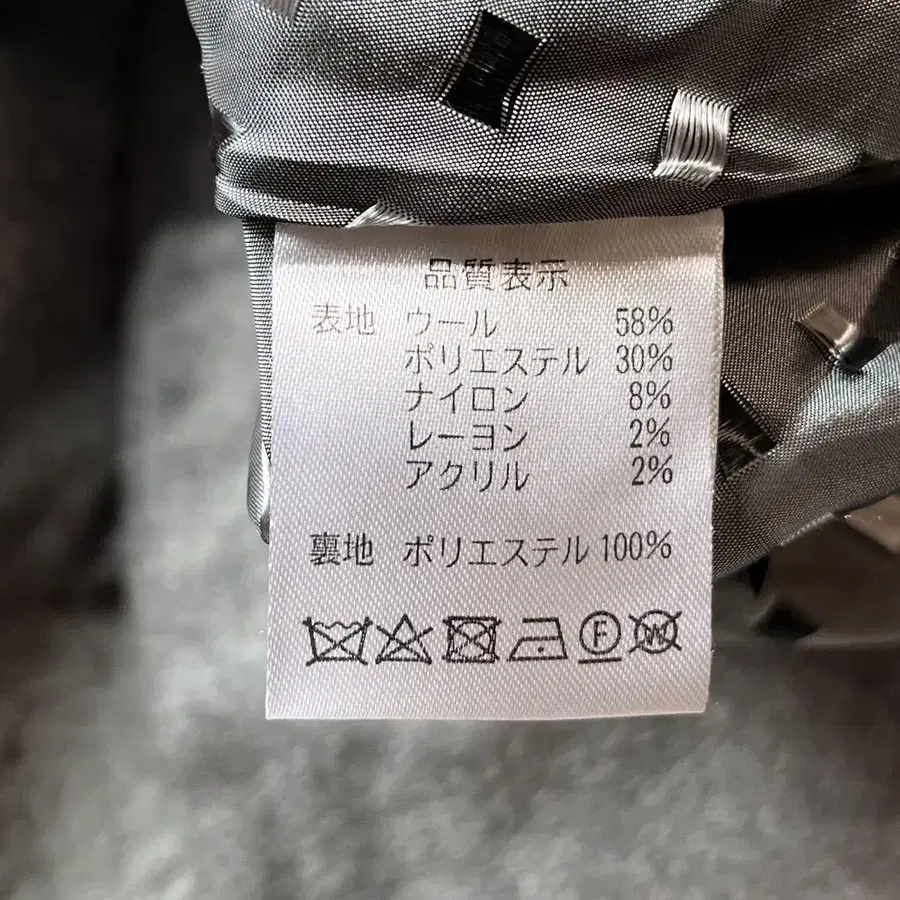 品質表示
表地 ウール 58%
ポリエステル 30%
ナイロン 8%
レーヨン 2%
アクリル 2%
裏地 ポリエステル 100%
F W